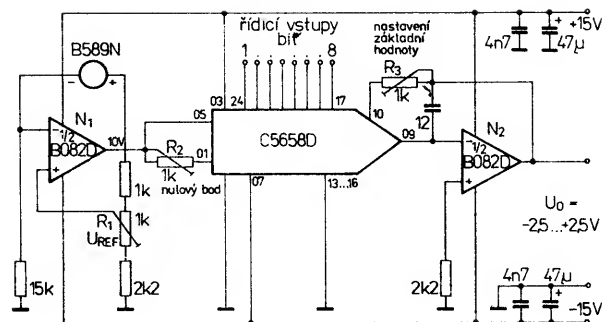 řídicí vstupy
bit
1 . . . . . . 8
nastavení
základní
hodnoty
+15V
4n7
47µ
+
B589N
-
+
N₁
1/2
B082D
-
+
10V
03
24
17
10
R₃
1k
12
05
01
R₂
1k
nulový bod
C5658D
09
07
13...16
N₂
-
1/2
B082D
+
1k
R₁
1k
UREF
15k
2k2
2k2
U₀ =
-2,5...+2,5V
4n7
47µ
+
-15V